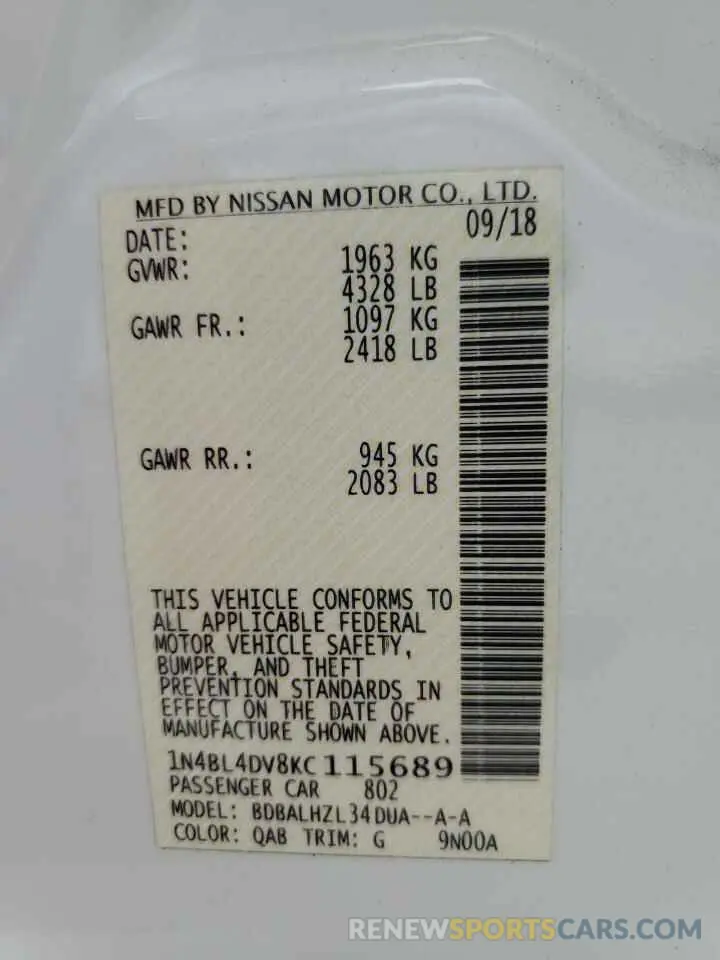 MFD BY NISSAN MOTOR CO., LTD.
DATE: 09/18
GVWR: 1963 KG
4328 LB
GAWR FR.: 1097 KG
2418 LB
GAWR RR.: 945 KG
2083 LB
THIS VEHICLE CONFORMS TO
ALL APPLICABLE FEDERAL
MOTOR VEHICLE SAFETY,
BUMPER, AND THEFT
PREVENTION STANDARDS IN
EFFECT ON THE DATE OF
MANUFACTURE SHOWN ABOVE.
1N4BL4DV8KC115689
PASSENGER CAR 802
MODEL: BDBALHZL34DUA--A-A
COLOR: QAB TRIM: G 9N00A
RENEWSPORTSCARS.COM